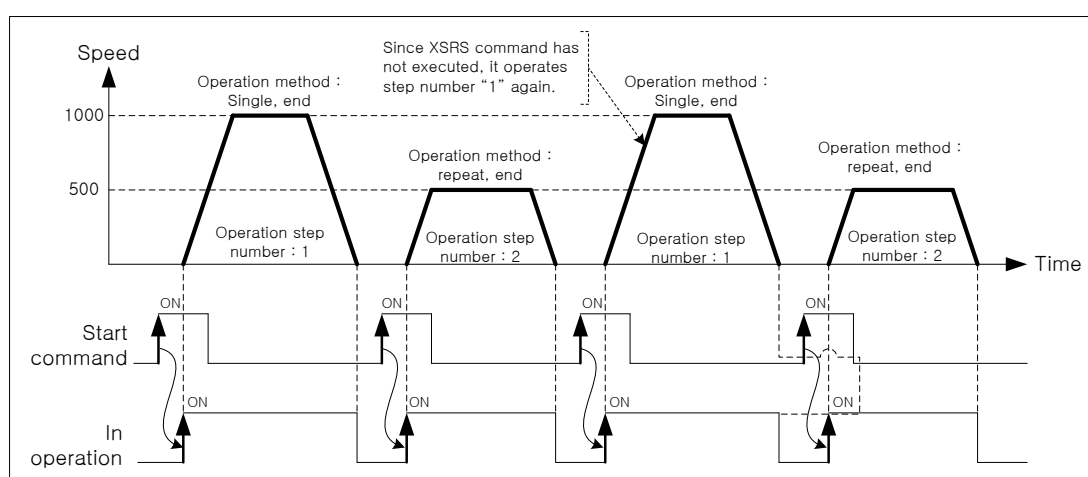 Speed
Since XSRS command has
not executed, it operates
step number “1” again.
Operation method :
Single, end
Operation method :
Single, end
1000
Operation method :
repeat, end
Operation method :
repeat, end
500
Operation step
number : 1
Operation step
number : 2
Operation step
number : 1
Operation step
number : 2
Time
ON
ON
ON
ON
Start
command
ON
ON
ON
ON
In
operation